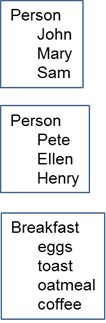 Person
John
Mary
Sam
Person
Pete
Ellen
Henry
Breakfast
eggs
toast
oatmeal
coffee